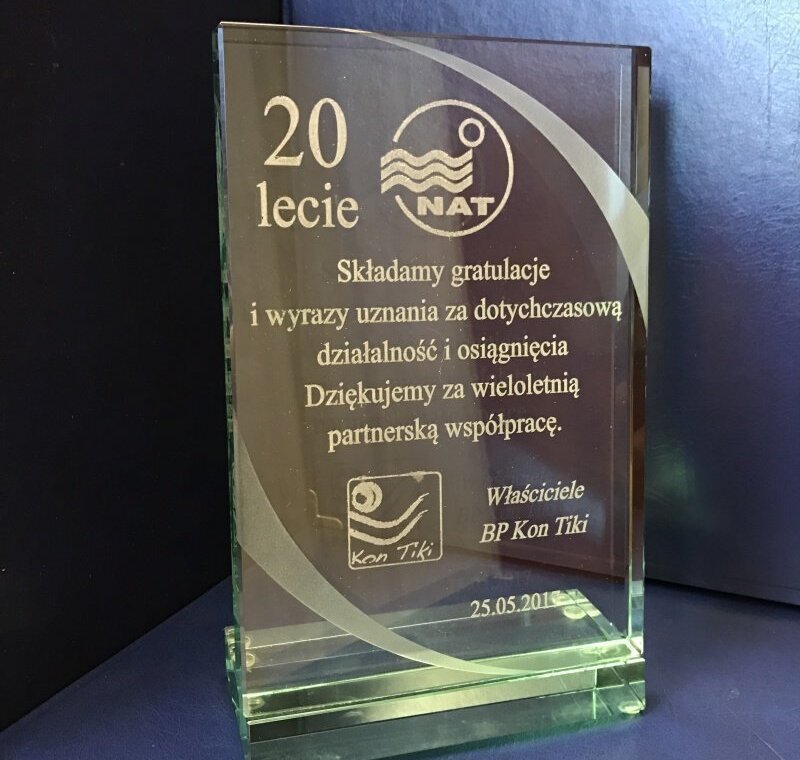 20
lecie
NAT
Składamy gratulacje
i wyrazy uznania za dotychczasową
działalność i osiągnięcia
Dziękujemy za wieloletnią
partnerską współpracę.
Kon Tiki
Właściciele
BP Kon Tiki
25.05.2017